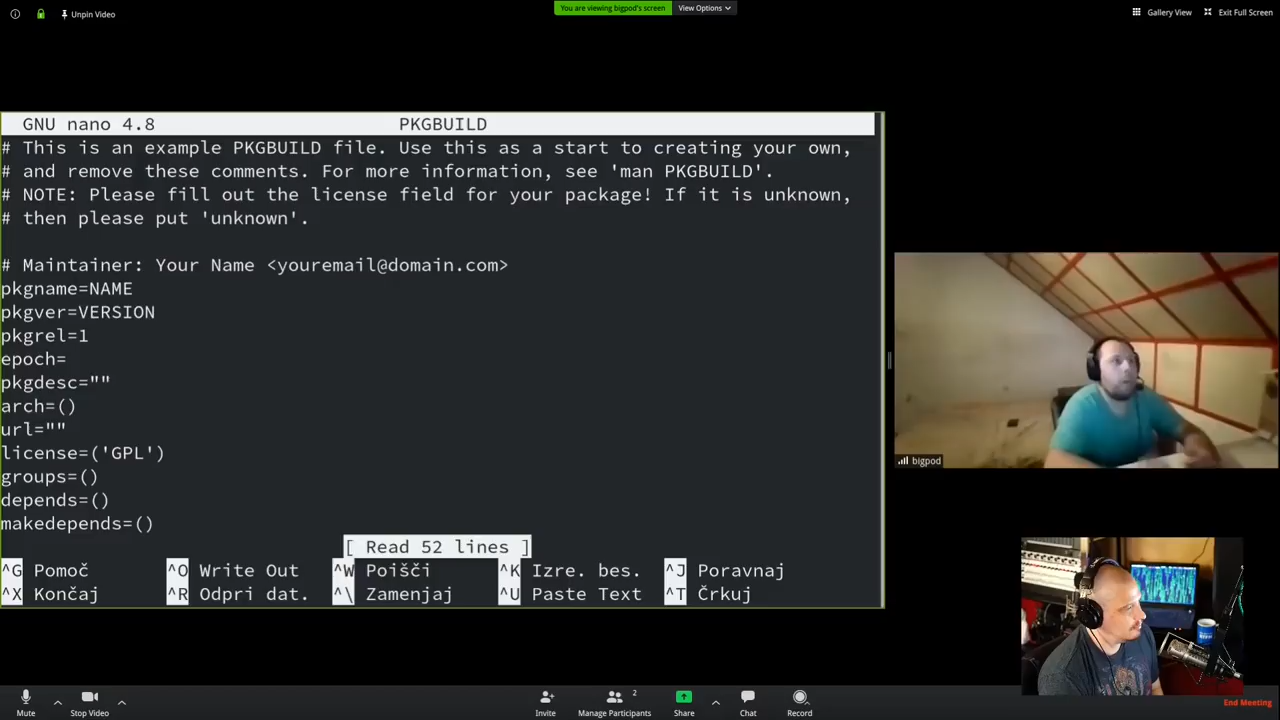 Unpin Video
You are viewing bigpod's screen
View Options
Gallery View
Exit Full Screen
GNU nano 4.8
PKGBUILD
# This is an example PKGBUILD file. Use this as a start to creating your own,
# and remove these comments. For more information, see 'man PKGBUILD'.
# NOTE: Please fill out the license field for your package! If it is unknown,
# then please put 'unknown'.
# Maintainer: Your Name <youremail@domain.com>
pkgname=NAME
pkgver=VERSION
pkgrel=1
epoch=
pkgdesc=""
arch=()
url=""
license=('GPL')
groups=()
depends=()
makedepends=()
[ Read 52 lines ]
^G Pomoč ^O Write Out ^W Poišči ^K Izre. bes. ^J Poravnaj
^X Končaj ^R Odpri dat. ^\ Zamenjaj ^U Paste Text ^T Črkuj
bigpod
Mute
Stop Video
Invite
Manage Participants
2
Share
Chat
Record
End Meeting